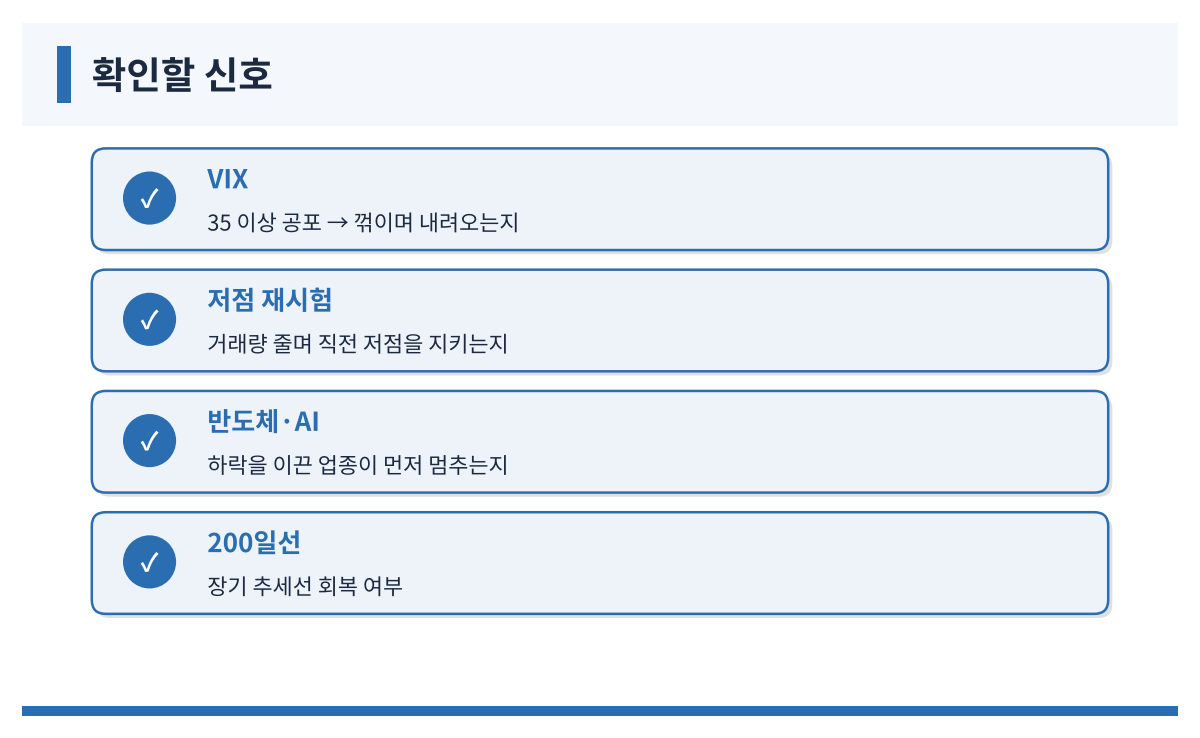 확인할 신호
✓
VIX
35 이상 공포 → 꺾이며 내려오는지
✓
저점 재시험
거래량 줄며 직전 저점을 지키는지
✓
반도체·AI
하락을 이끈 업종이 먼저 멈추는지
✓
200일선
장기 추세선 회복 여부